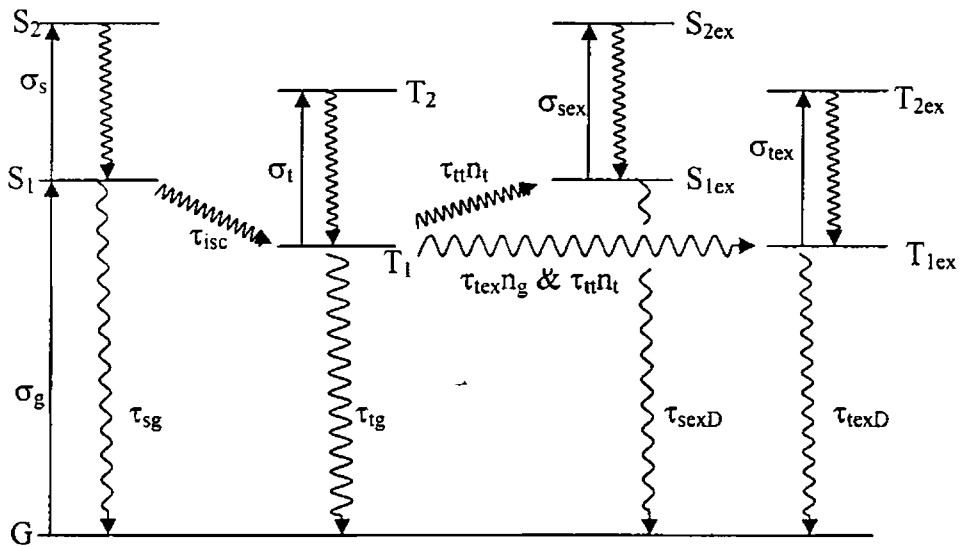 S₂
S₂ₑₓ
σₛ
T₂
σₛₑₓ
T₂ₑₓ
S₁
σₜ
τₜₜnₜ
S₁ₑₓ
σₜₑₓ
τᵢₛc
T₁
T₁ₑₓ
τₜₑₓng & τₜₜnₜ
σg
τₛg
τₜg
τₛₑₓD
τₜₑₓD
G